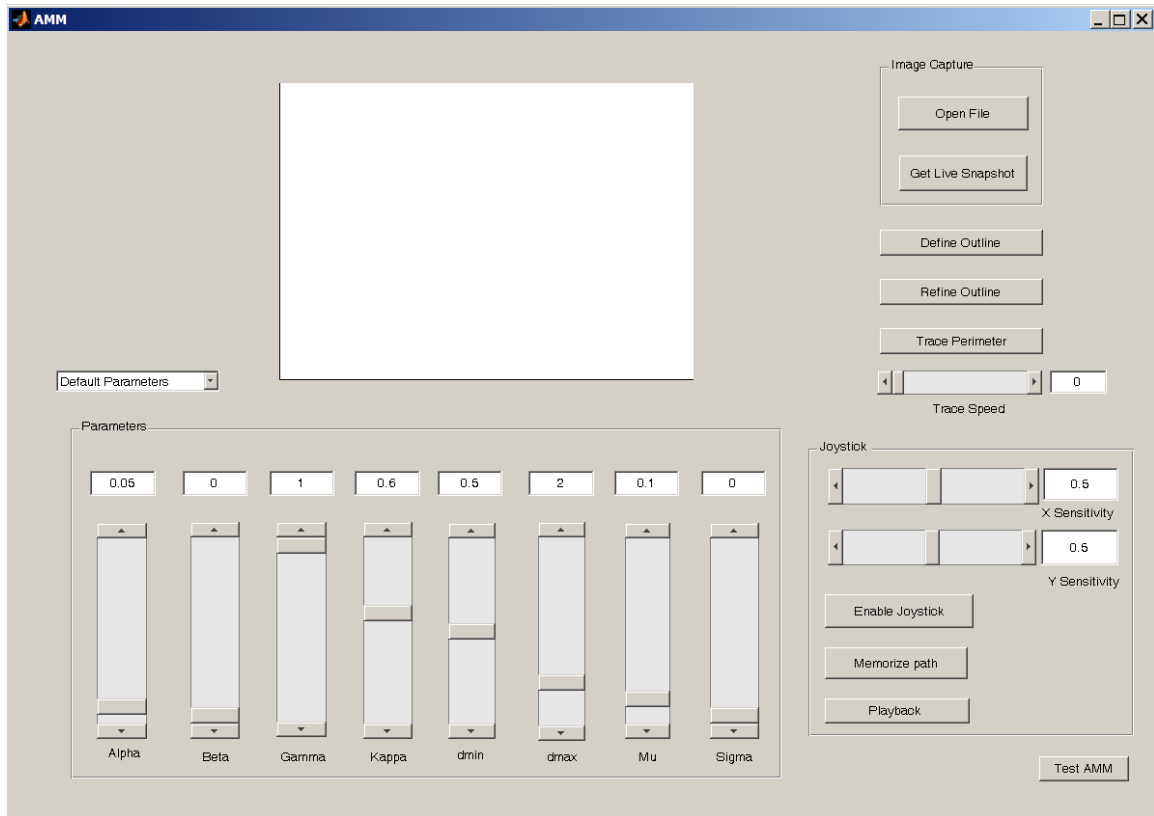 AMM
Image Capture
Open File
Get Live Snapshot
Define Outline
Refine Outline
Trace Perimeter
Default Parameters
0
Trace Speed
Parameters
0.05 0 1 0.6 0.5 2 0.1 0
Alpha Beta Gamma Kappa dmin dmax Mu Sigma
Joystick
0.5
X Sensitivity
0.5
Y Sensitivity
Enable Joystick
Memorize path
Playback
Test AMM